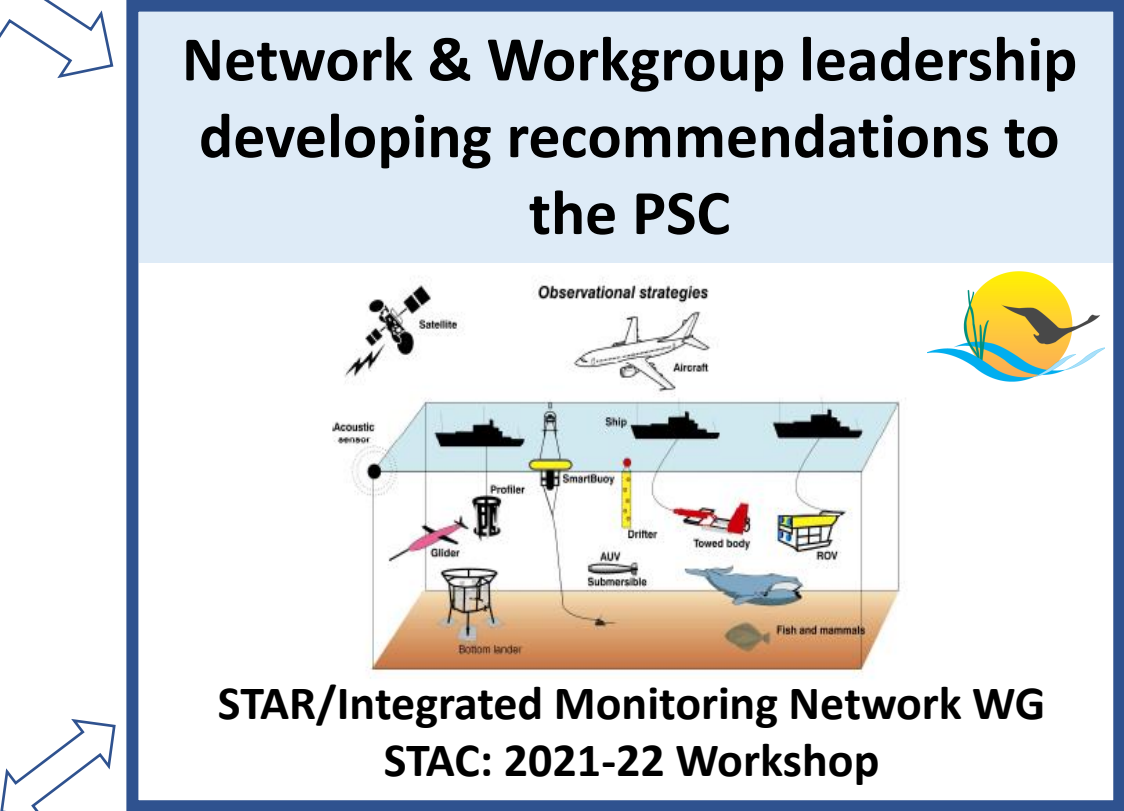 Network & Workgroup leadership
developing recommendations to
the PSC
Observational strategies
Satellite
Aircraft
Acoustic
sensor
Ship
SmartBuoy
Profiler
Drifter
Towed body
ROV
Glider
AUV
Submersible
Fish and mammals
Bottom lander
STAR/Integrated Monitoring Network WG
STAC: 2021-22 Workshop